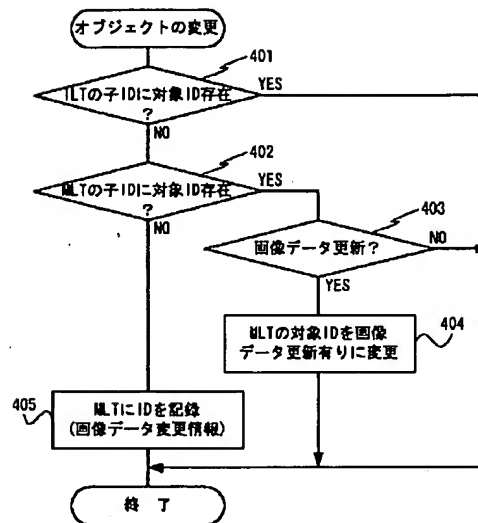 オブジェクトの変更
401
ILTの子IDに対象ID存在
?
YES
NO
402
MLTの子IDに対象ID存在
?
YES
NO
403
画像データ更新?
NO
YES
MLTの対象IDを画像
データ更新有りに変更
404
405
MLTにIDを記録
(画像データ変更情報)
終 了